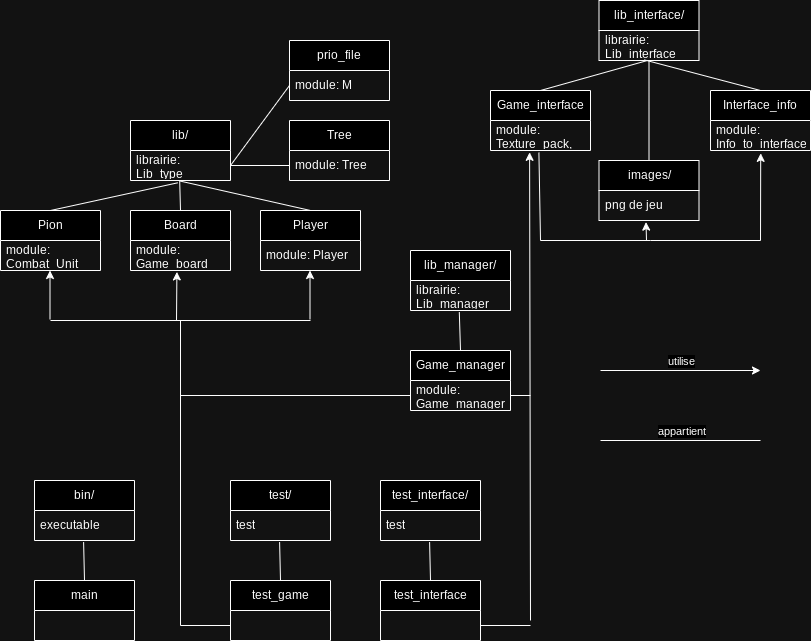 lib_interface/
librairie:
Lib_interface
prio_file
module: M
Game_interface
module:
Texture_pack,
Interface_info
module:
Info_to_interface
lib/
librairie:
Lib_type
Tree
module: Tree
images/
png de jeu
Pion
module:
Combat_Unit
Board
module:
Game_board
Player
module: Player
lib_manager/
librairie:
Lib_manager
Game_manager
module:
Game_manager
utilise
appartient
bin/
executable
test/
test
test_interface/
test
main
test_game
test_interface